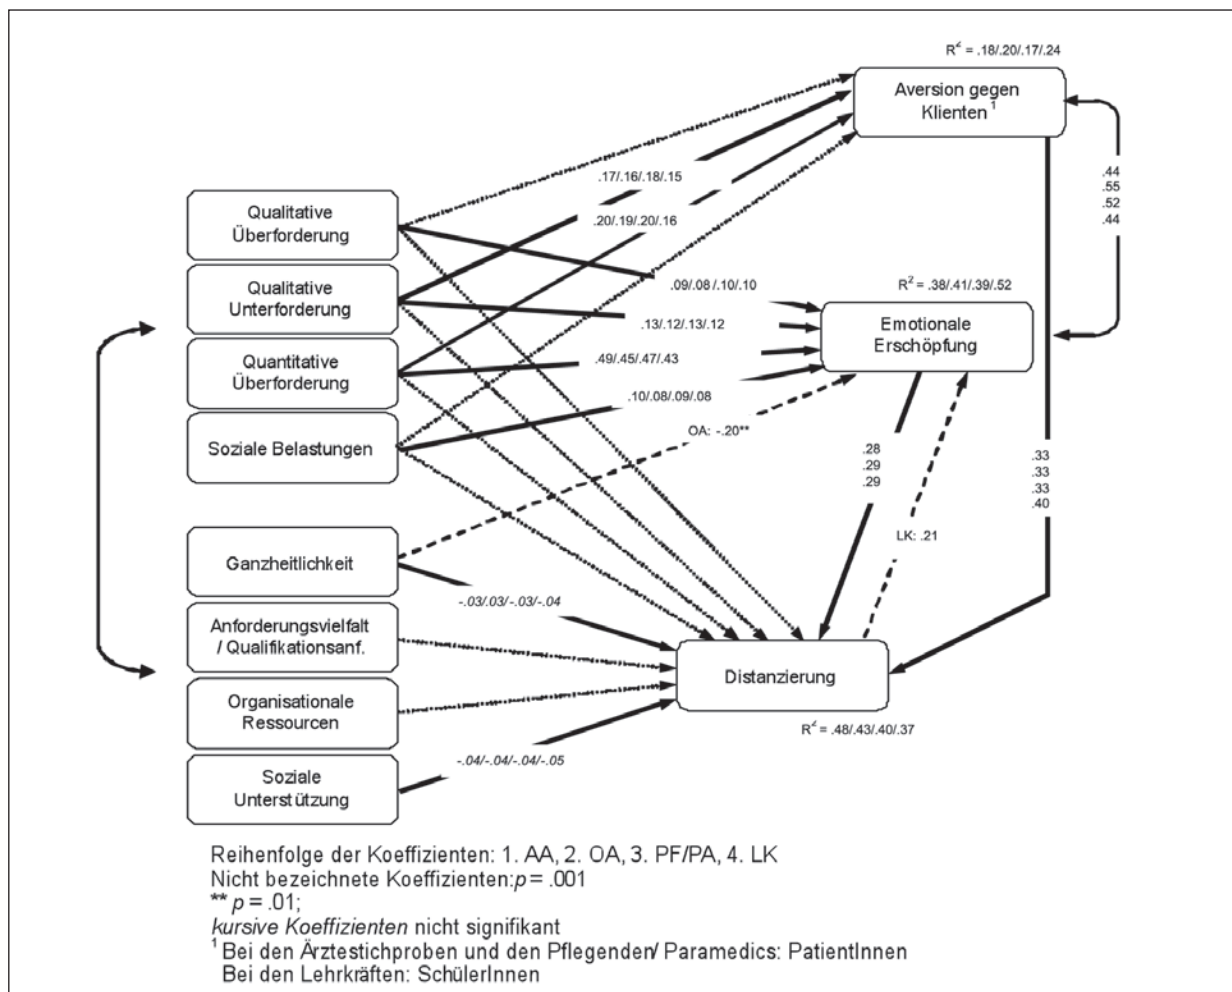 R² = .18/.20/.17/.24
Aversion gegen
Klienten¹
.44
.55
.52
.44
.17/.16/.18/.15
.20/.19/.20/.16
Qualitative
Überforderung
.09/.08/.10/.10
R² = .38/.41/.39/.52
Qualitative
Unterforderung
.13/.12/.13/.12
Emotionale
Erschöpfung
Quantitative
Überforderung
.49/.45/.47/.43
.10/.08/.09/.08
Soziale Belastungen
OA: -.20**
.28
.29
.29
.33
.33
.33
.40
LK: .21
Ganzheitlichkeit
-.03/.03/-.03/-.04
Anforderungsvielfalt
/ Qualifikationsanf.
Distanzierung
Organisationale
Ressourcen
R² = .48/.43/.40/.37
-.04/-.04/-.04/-.05
Soziale
Unterstützung
Reihenfolge der Koeffizienten: 1. AA, 2. OA, 3. PF/PA, 4. LK
Nicht bezeichnete Koeffizienten:p = .001
** p = .01;
kursive Koeffizienten nicht signifikant
¹ Bei den Ärztestichproben und den Pflegenden/ Paramedics: PatientInnen
Bei den Lehrkräften: SchülerInnen